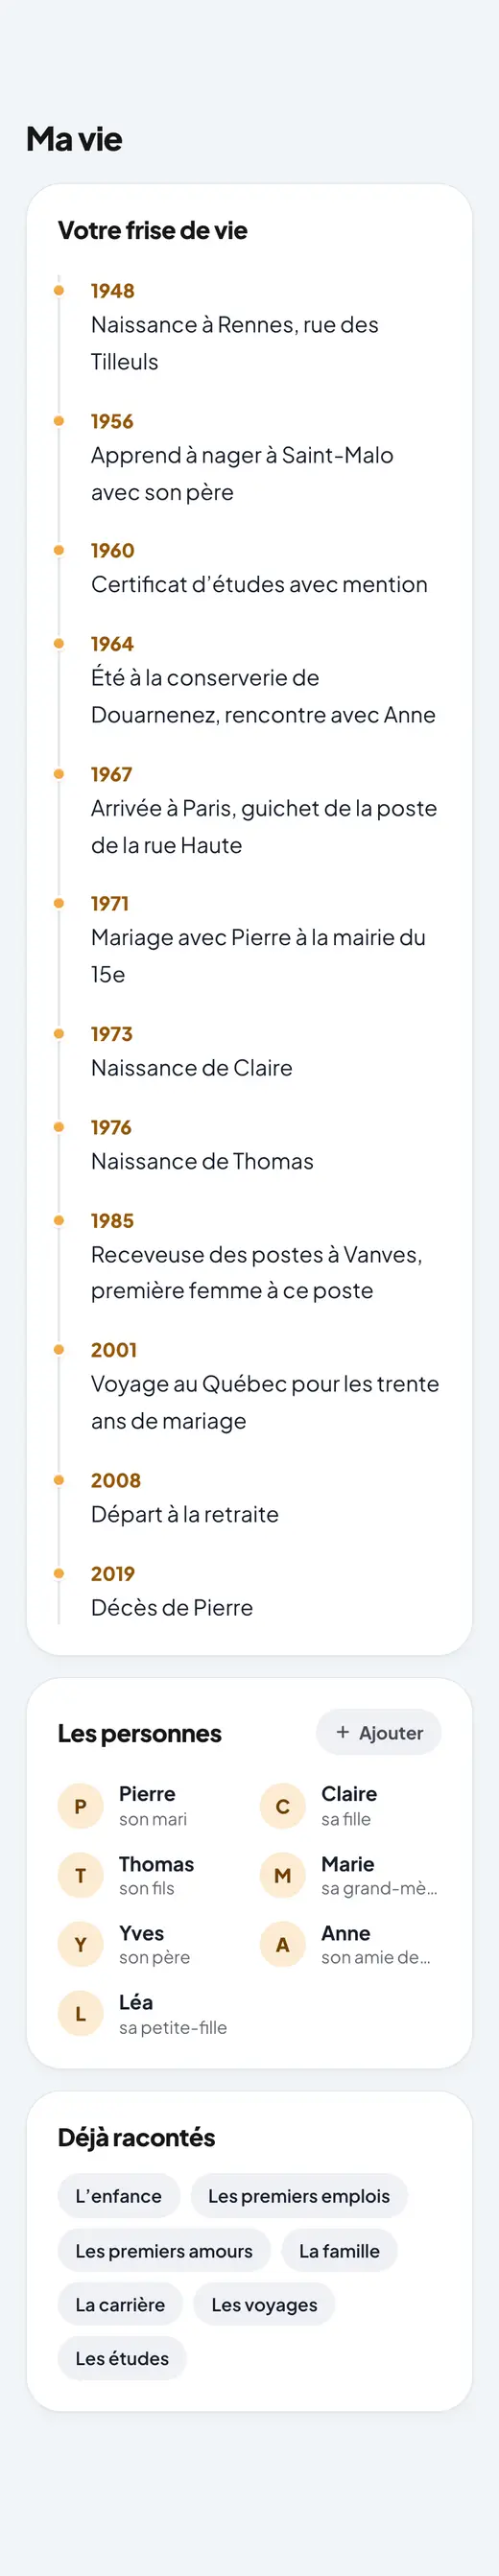 Ma vie
Votre frise de vie
1948
Naissance à Rennes, rue des
Tilleuls
1956
Apprend à nager à Saint-Malo
avec son père
1960
Certificat d’études avec mention
1964
Été à la conserverie de
Douarnenez, rencontre avec Anne
1967
Arrivée à Paris, guichet de la poste
de la rue Haute
1971
Mariage avec Pierre à la mairie du
15e
1973
Naissance de Claire
1976
Naissance de Thomas
1985
Receveuse des postes à Vanves,
première femme à ce poste
2001
Voyage au Québec pour les trente
ans de mariage
2008
Départ à la retraite
2019
Décès de Pierre
Les personnes
+ Ajouter
P
Pierre
son mari
C
Claire
sa fille
T
Thomas
son fils
M
Marie
sa grand-mè…
Y
Yves
son père
A
Anne
son amie de…
L
Léa
sa petite-fille
Déjà racontés
L’enfance
Les premiers emplois
Les premiers amours
La famille
La carrière
Les voyages
Les études